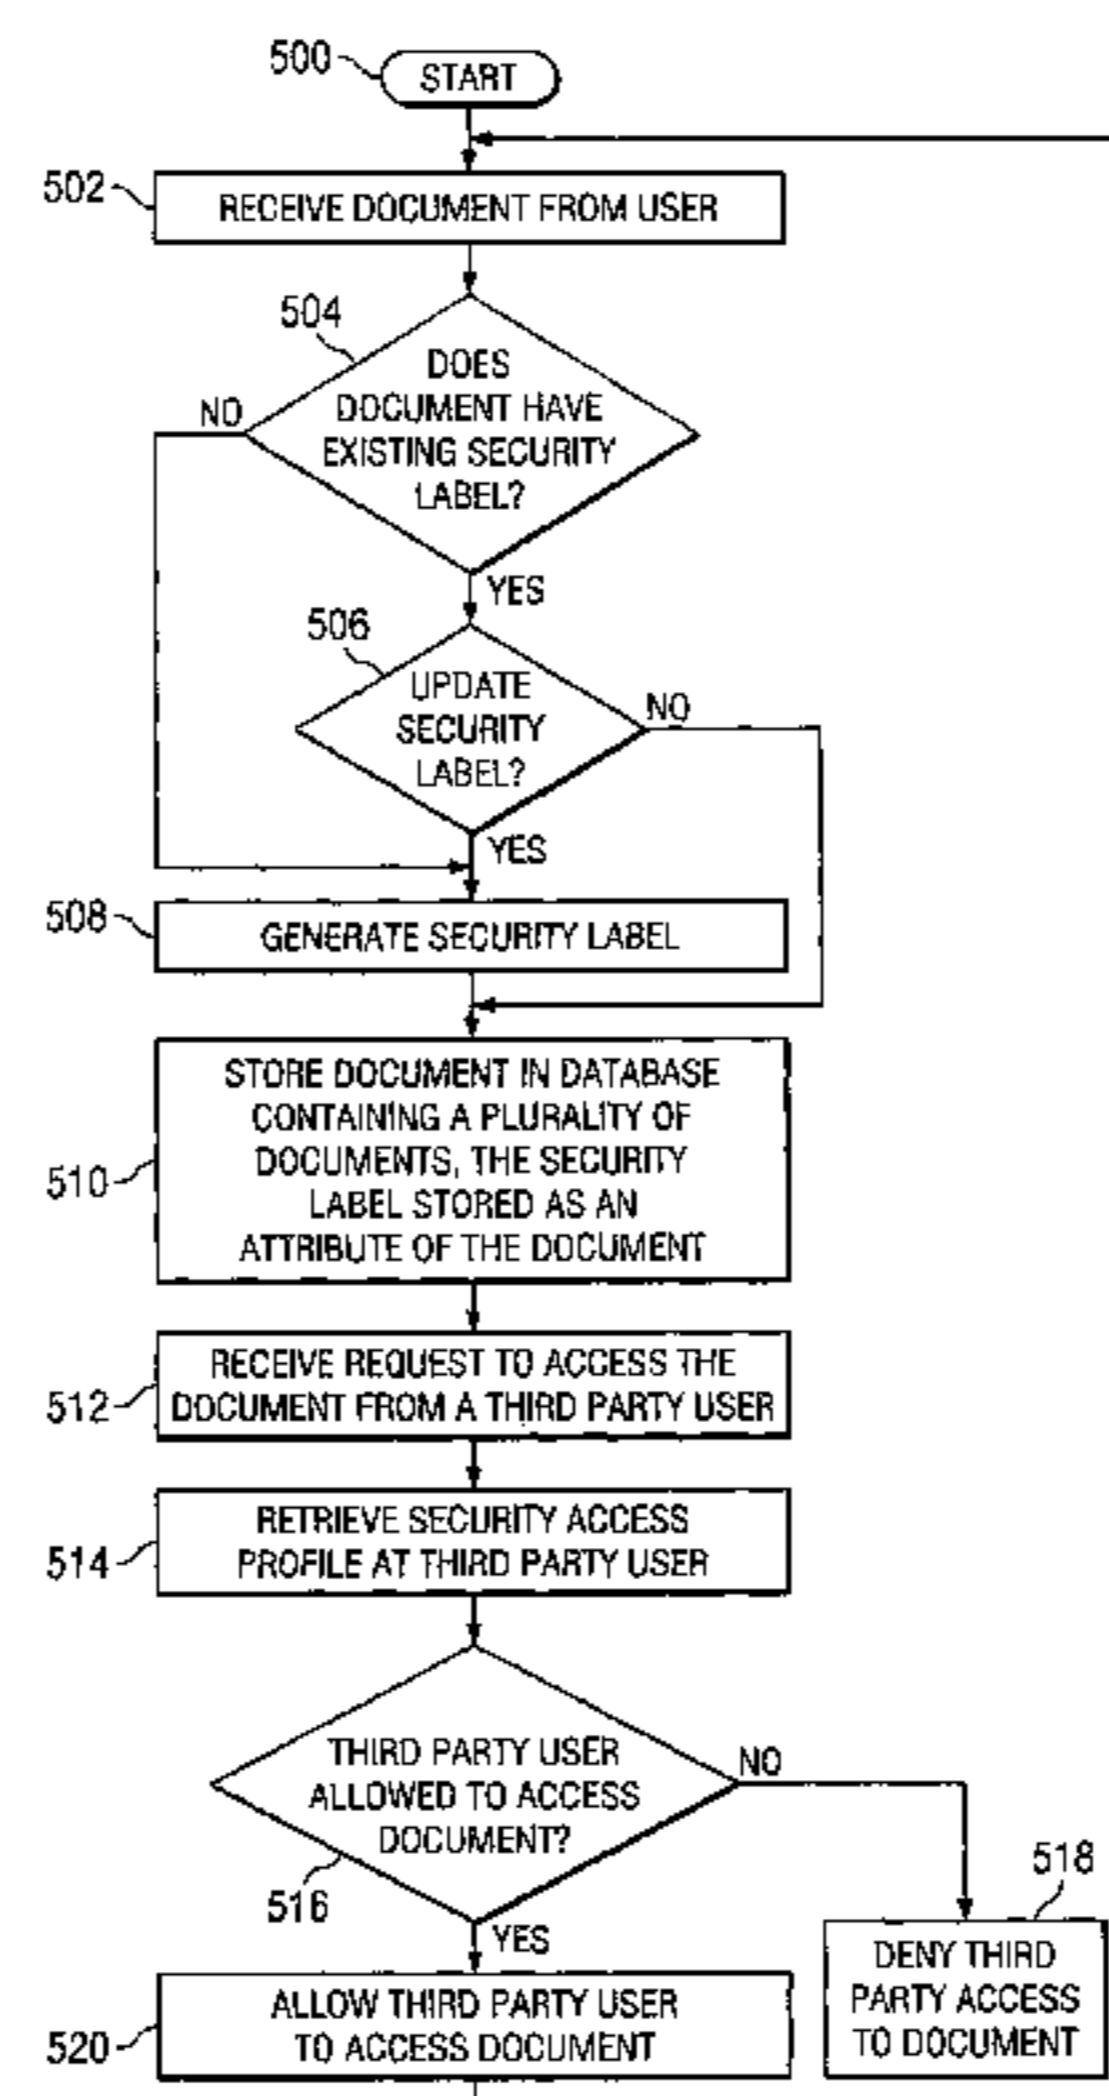 500
START
502
RECEIVE DOCUMENT FROM USER
504
DOES
DOCUMENT HAVE
EXISTING SECURITY
LABEL?
NO
YES
506
UPDATE
SECURITY
LABEL?
NO
YES
508
GENERATE SECURITY LABEL
510
STORE DOCUMENT IN DATABASE
CONTAINING A PLURALITY OF
DOCUMENTS, THE SECURITY
LABEL STORED AS AN
ATTRIBUTE OF THE DOCUMENT
512
RECEIVE REQUEST TO ACCESS THE
DOCUMENT FROM A THIRD PARTY USER
514
RETRIEVE SECURITY ACCESS
PROFILE AT THIRD PARTY USER
THIRD PARTY USER
ALLOWED TO ACCESS
DOCUMENT?
516
NO
YES
518
DENY THIRD
PARTY ACCESS
TO DOCUMENT
520
ALLOW THIRD PARTY USER
TO ACCESS DOCUMENT